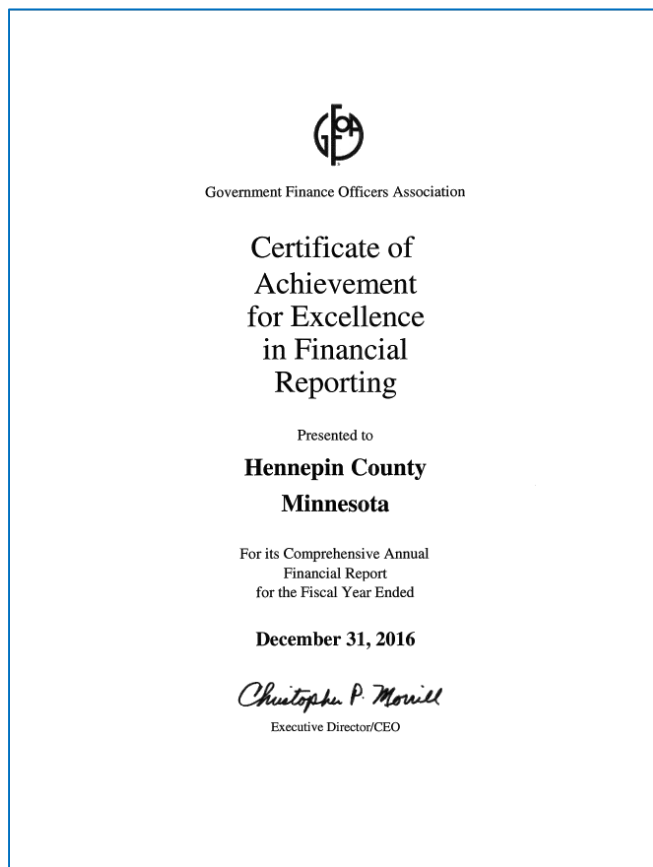 GFOA
Government Finance Officers Association
Certificate of
Achievement
for Excellence
in Financial
Reporting
Presented to
Hennepin County
Minnesota
For its Comprehensive Annual
Financial Report
for the Fiscal Year Ended
December 31, 2016
Christopher P. Morrill
Executive Director/CEO